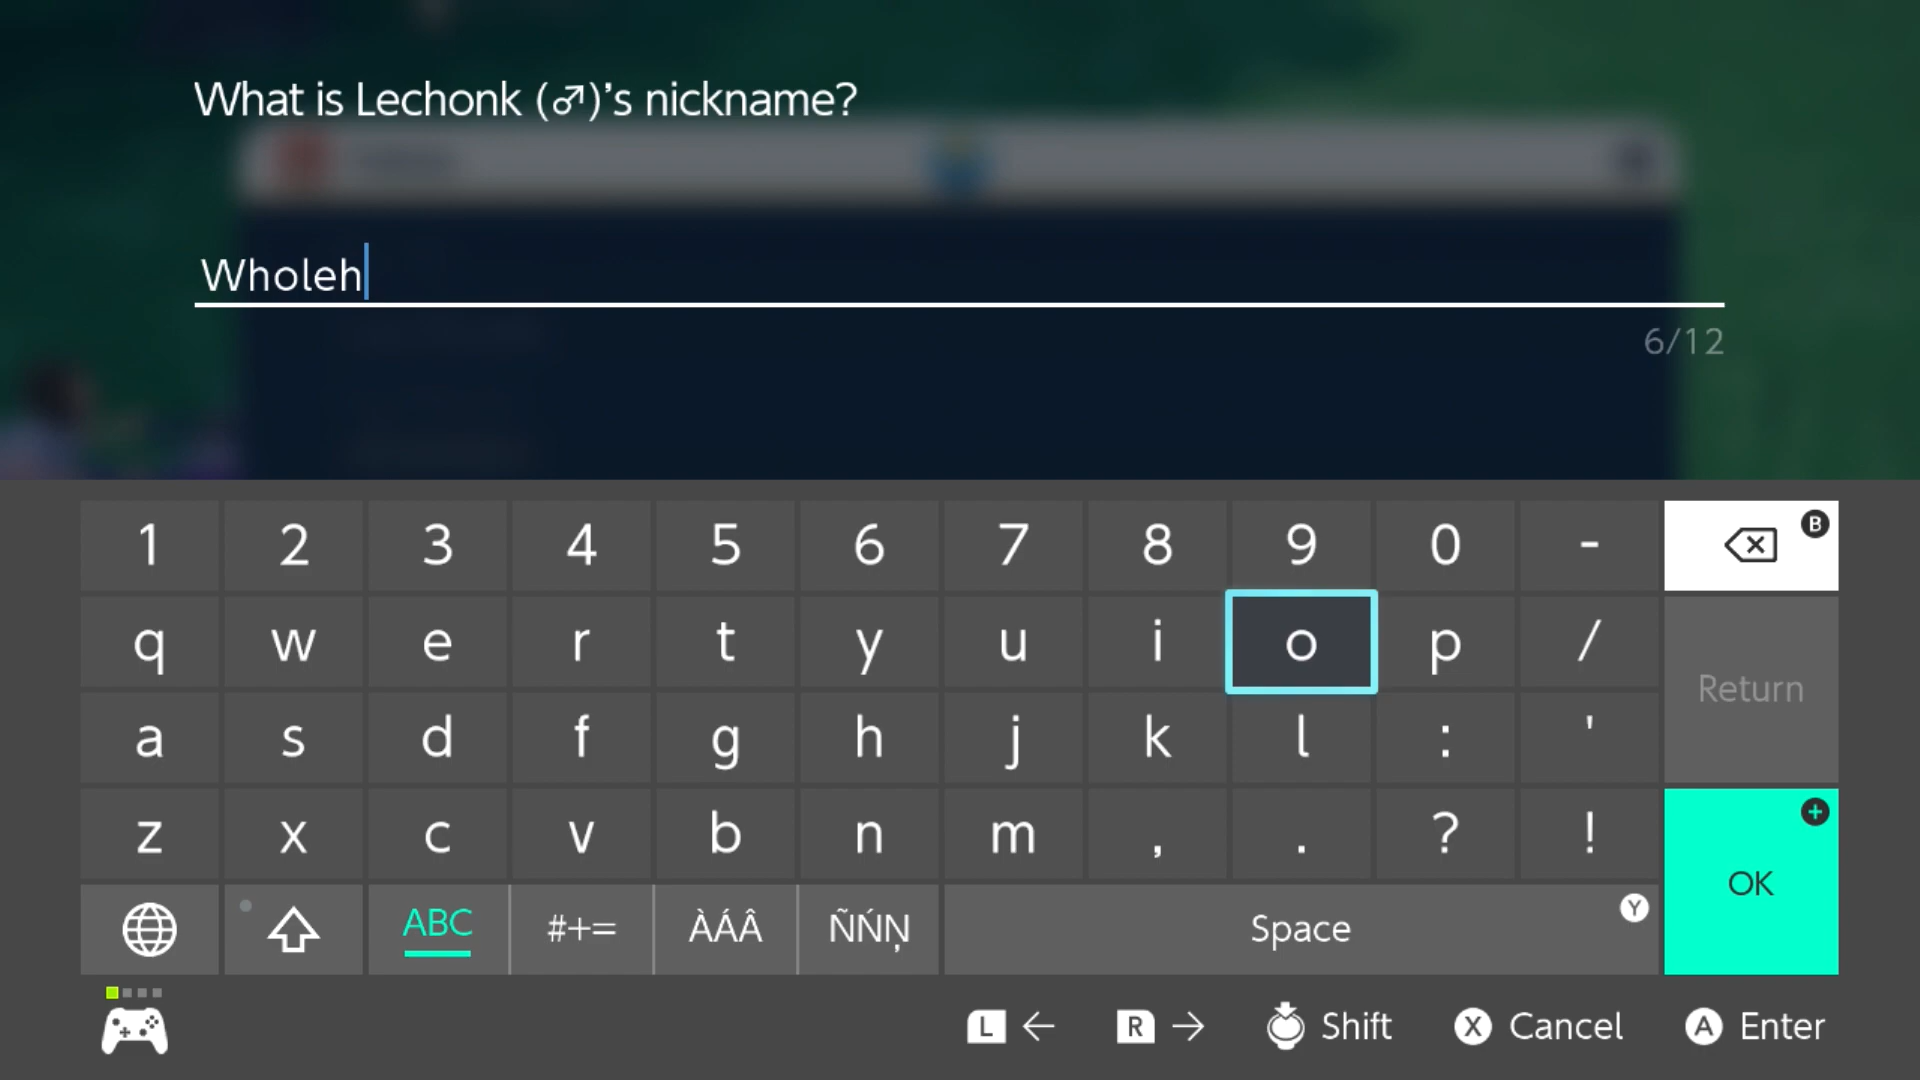 What is Lechonk (♂)'s nickname?
Wholeh
6/12
1 2 3 4 5 6 7 8 9 0 - B
q w e r t y u i o p / Return
a s d f g h j k l : '
z x c v b n m , . ? ! + OK
ABC #+= ÀÁÂ ÑŃŅ Space Y
L ← R → Shift X Cancel A Enter